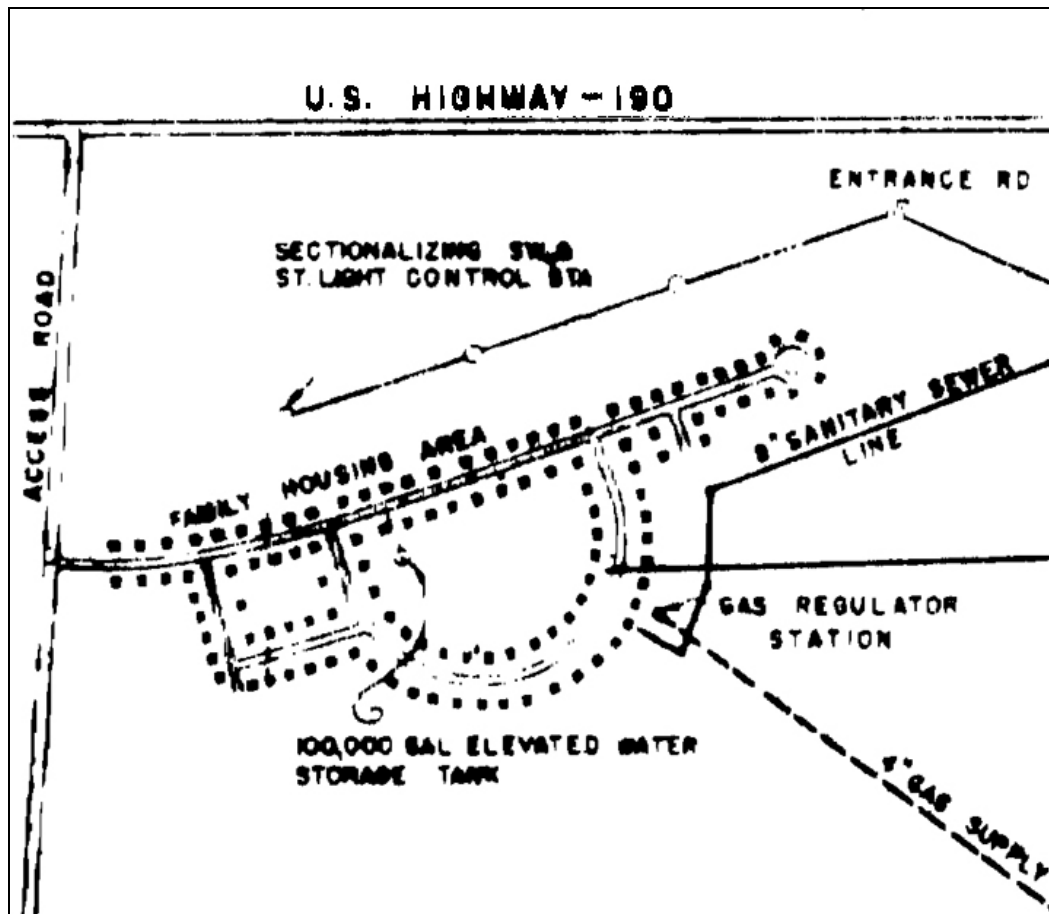 U.S. HIGHWAY - 190
ENTRANCE RD
SECTIONALIZING
ST. LIGHT CONTROL STA
ACCESS ROAD
FAMILY HOUSING AREA
8" SANITARY SEWER
LINE
GAS REGULATOR
STATION
100,000 GAL ELEVATED WATER
STORAGE TANK
GAS SUPPLY